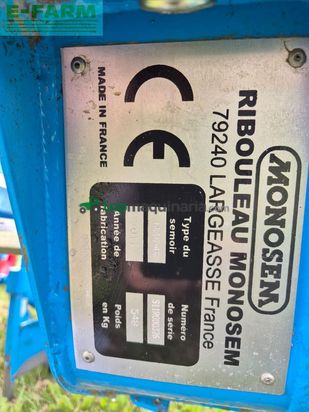 E-FARM
MONOSEM
RIBOULEAU MONOSEM
79240 LARGEASSE France
CE
MADE IN FRANCE
Type du
semoir
Numéro
de série
Année de
fabrication
Poids
en Kg
548